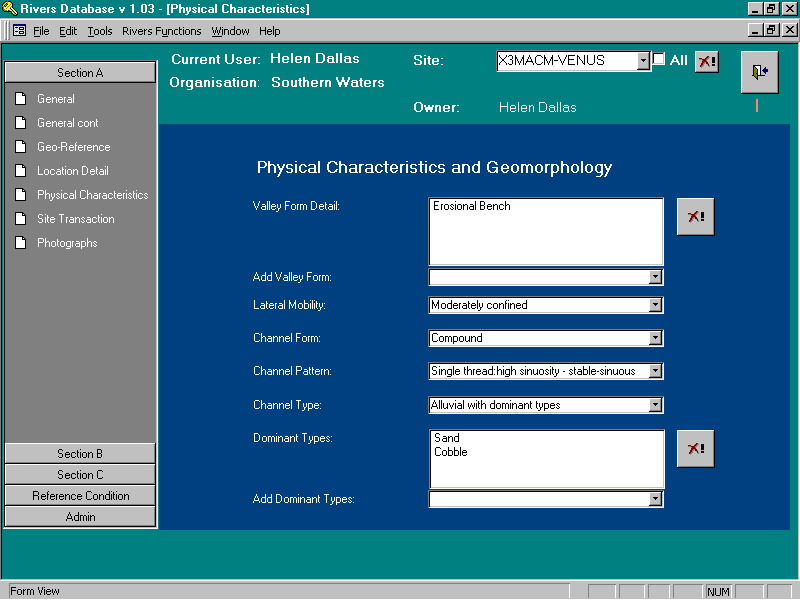 Rivers Database v 1.03 - [Physical Characteristics]
File Edit Tools Rivers Functions Window Help
Section A
General
General cont
Geo-Reference
Location Detail
Physical Characteristics
Site Transaction
Photographs
Section B
Section C
Reference Condition
Admin
Current User: Helen Dallas
Organisation: Southern Waters
Site: X3MACM-VENUS All
Owner: Helen Dallas
Physical Characteristics and Geomorphology
Valley Form Detail: Erosional Bench
Add Valley Form:
Lateral Mobility: Moderately confined
Channel Form: Compound
Channel Pattern: Single thread:high sinuosity - stable-sinuous
Channel Type: Alluvial with dominant types
Dominant Types: Sand
Cobble
Add Dominant Types:
Form View NUM